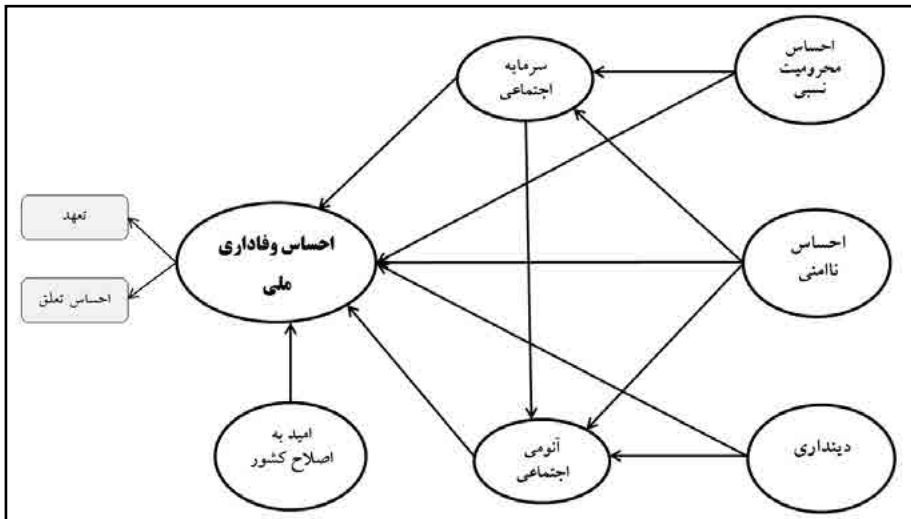 احساس
محرومیت
نسبی
سرمایه
اجتماعی
احساس
ناامنی
احساس وفاداری
ملی
تعهد
احساس تعلق
دینداری
آنومی
اجتماعی
امید به
اصلاح کشور